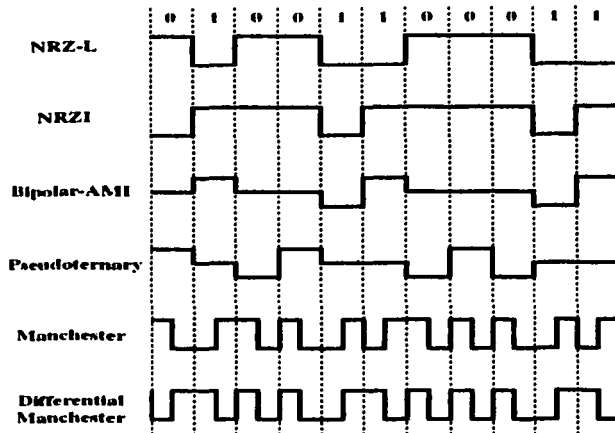 0 1 0 0 1 1 0 0 0 1 1
NRZ-L
NRZI
Bipolar-AMI
Pseudoternary
Manchester
Differential
Manchester